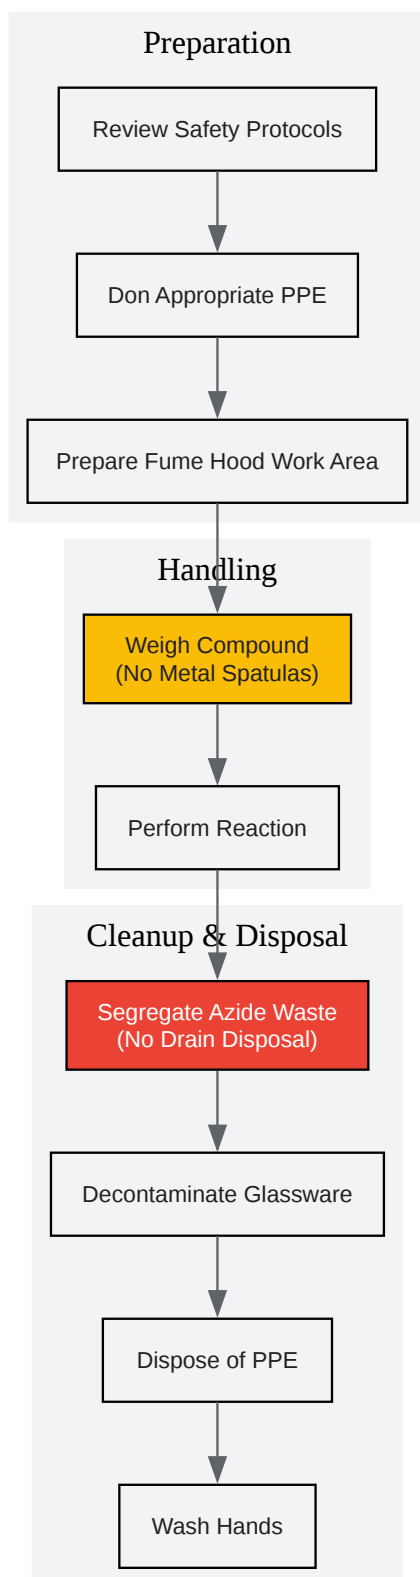 Preparation
Review Safety Protocols
Don Appropriate PPE
Prepare Fume Hood Work Area
Handling
Weigh Compound
(No Metal Spatulas)
Perform Reaction
Cleanup & Disposal
Segregate Azide Waste
(No Drain Disposal)
Decontaminate Glassware
Dispose of PPE
Wash Hands